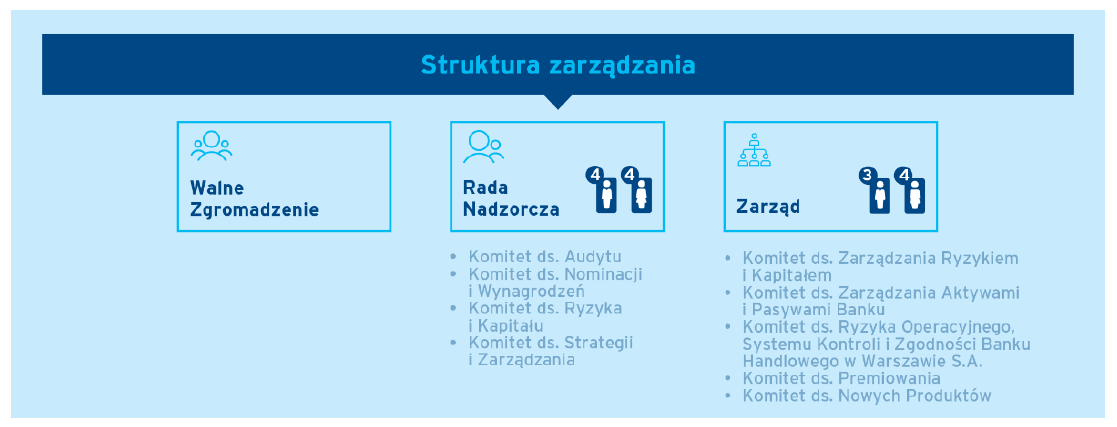 Struktura zarządzania
Walne
Zgromadzenie
Rada
Nadzorcza
4 4
Zarząd
3 4
• Komitet ds. Audytu
• Komitet ds. Nominacji
i Wynagrodzeń
• Komitet ds. Ryzyka
i Kapitału
• Komitet ds. Strategii
i Zarządzania
• Komitet ds. Zarządzania Ryzykiem
i Kapitałem
• Komitet ds. Zarządzania Aktywami
i Pasywami Banku
• Komitet ds. Ryzyka Operacyjnego,
Systemu Kontroli i Zgodności Banku
Handlowego w Warszawie S.A.
• Komitet ds. Premiowania
• Komitet ds. Nowych Produktów